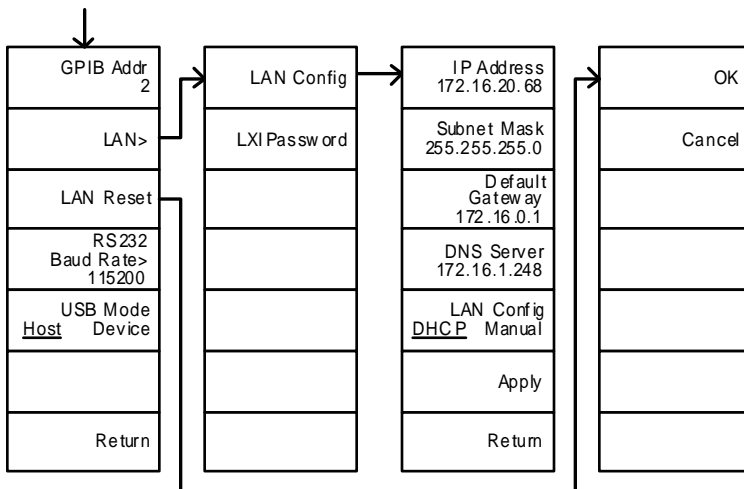 GPIB Addr
2
LAN>
LAN Reset
RS232
Baud Rate>
115200
USB Mode
Host Device
Return
LAN Config
LXI Password
IP Address
172.16.20.68
Subnet Mask
255.255.255.0
Default
Gateway
172.16.0.1
DNS Server
172.16.1.248
LAN Config
DHCP Manual
Apply
Return
OK
Cancel